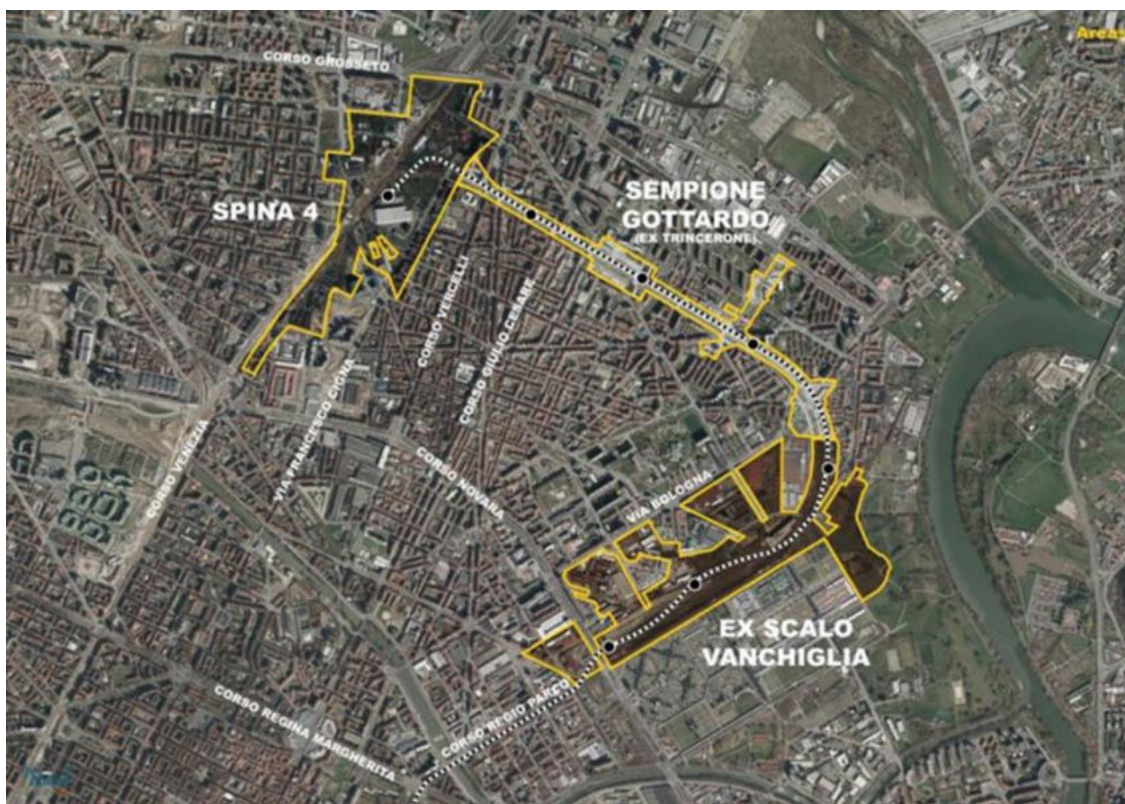 Areas
CORSO GROSSETO
SEMPIONE
GOTTARDO
(EX TRINCERONE)
SPINA 4
CORSO VERCELLI
CORSO GIULIO CESARE
VIA FRANCESCO CIGNA
CORSO VENEZIA
CORSO NOVARA
VIA BOLOGNA
EX SCALO
VANCHIGLIA
CORSO REGIO PARCO
CORSO REGINA MARGHERITA